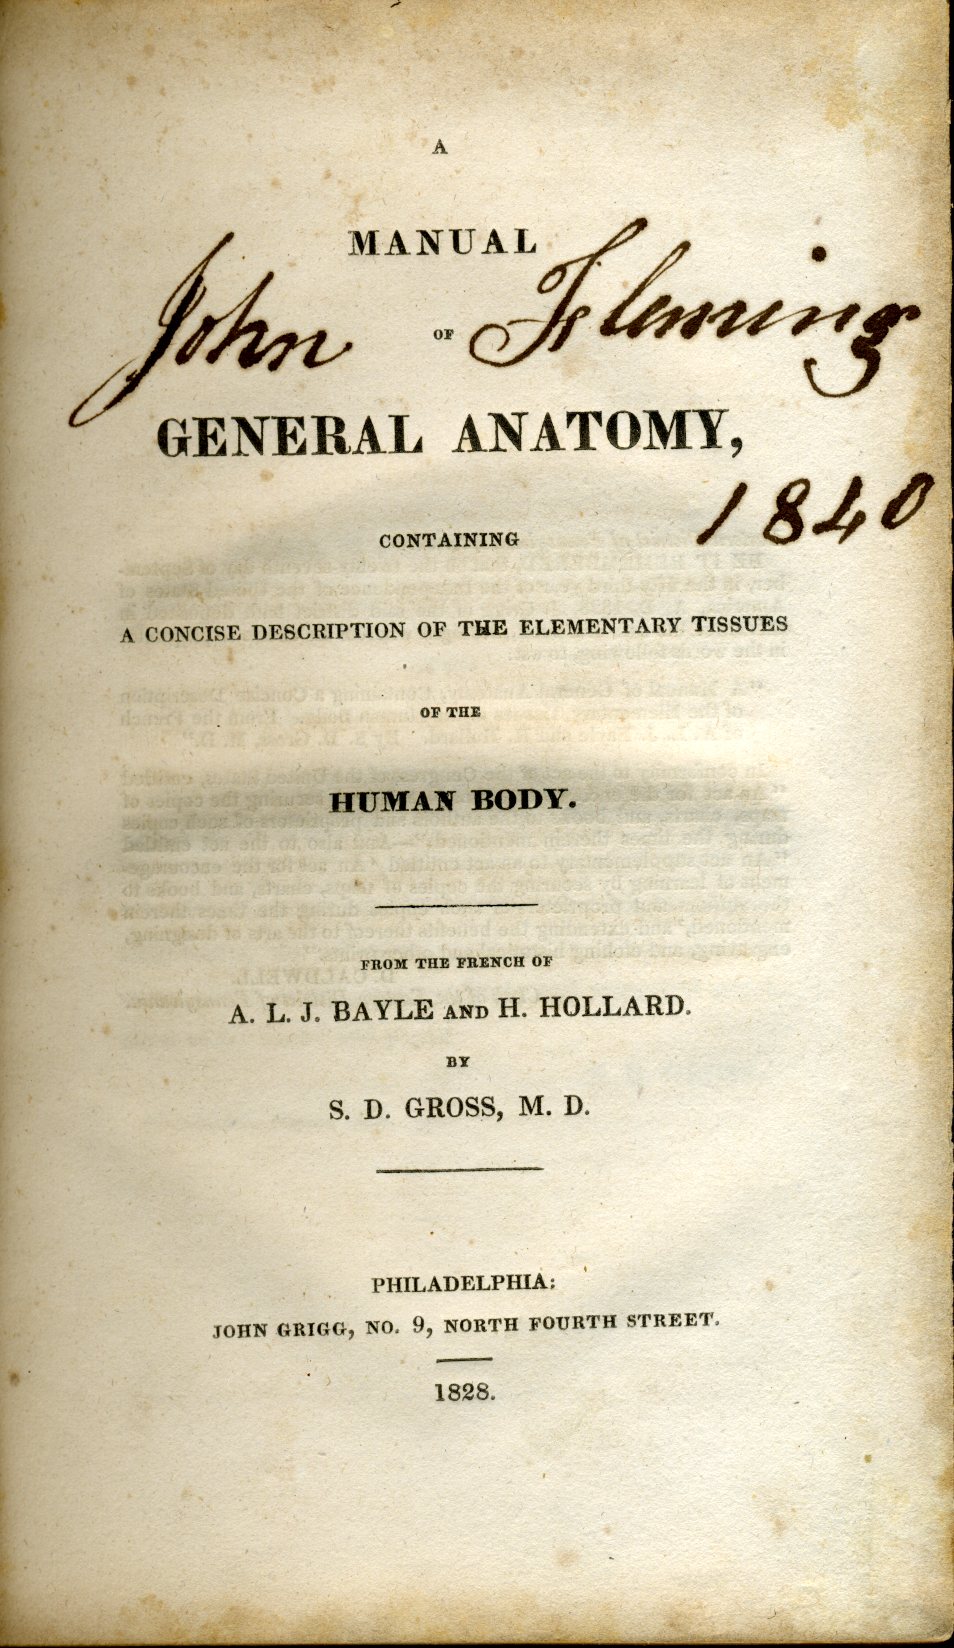 A
MANUAL
John Fleming
OF
GENERAL ANATOMY,
1840
CONTAINING
A CONCISE DESCRIPTION OF THE ELEMENTARY TISSUES
OF THE
HUMAN BODY.
FROM THE FRENCH OF
A. L. J. BAYLE AND H. HOLLARD.
BY
S. D. GROSS, M. D.
PHILADELPHIA:
JOHN GRIGG, NO. 9, NORTH FOURTH STREET.
1828.